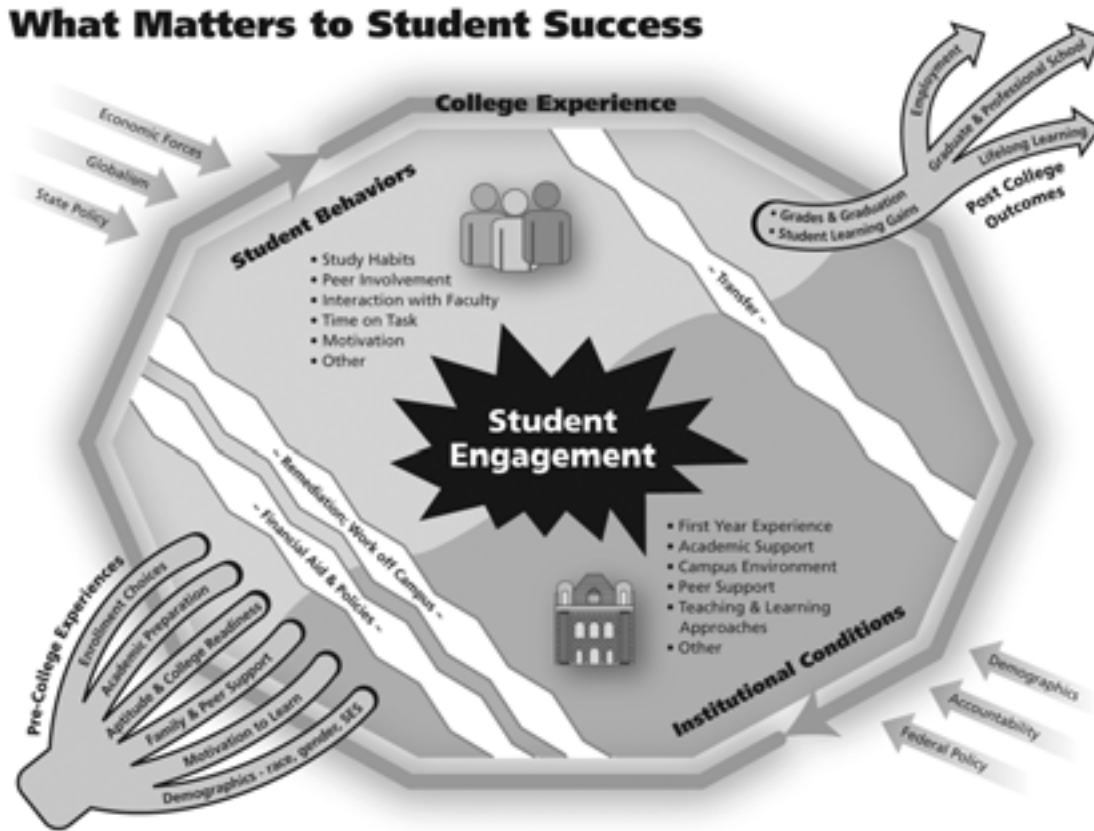 What Matters to Student Success
College Experience
Economic Forces
Globalism
State Policy
Employment
Graduate & Professional School
Lifelong Learning
• Grades & Graduation
• Student Learning Gains
Post College
Outcomes
Student Behaviors
• Study Habits
• Peer Involvement
• Interaction with Faculty
• Time on Task
• Motivation
• Other
~ Transfer ~
Student
Engagement
~ Remediation; Work off Campus ~
~ Financial Aid & Policies ~
• First Year Experience
• Academic Support
• Campus Environment
• Peer Support
• Teaching & Learning
Approaches
• Other
Institutional Conditions
Pre-College Experiences
Enrollment Choices
Academic Preparation
Aptitude & College Readiness
Family & Peer Support
Motivation to Learn
Demographics - race, gender, SES
Demographics
Accountability
Federal Policy